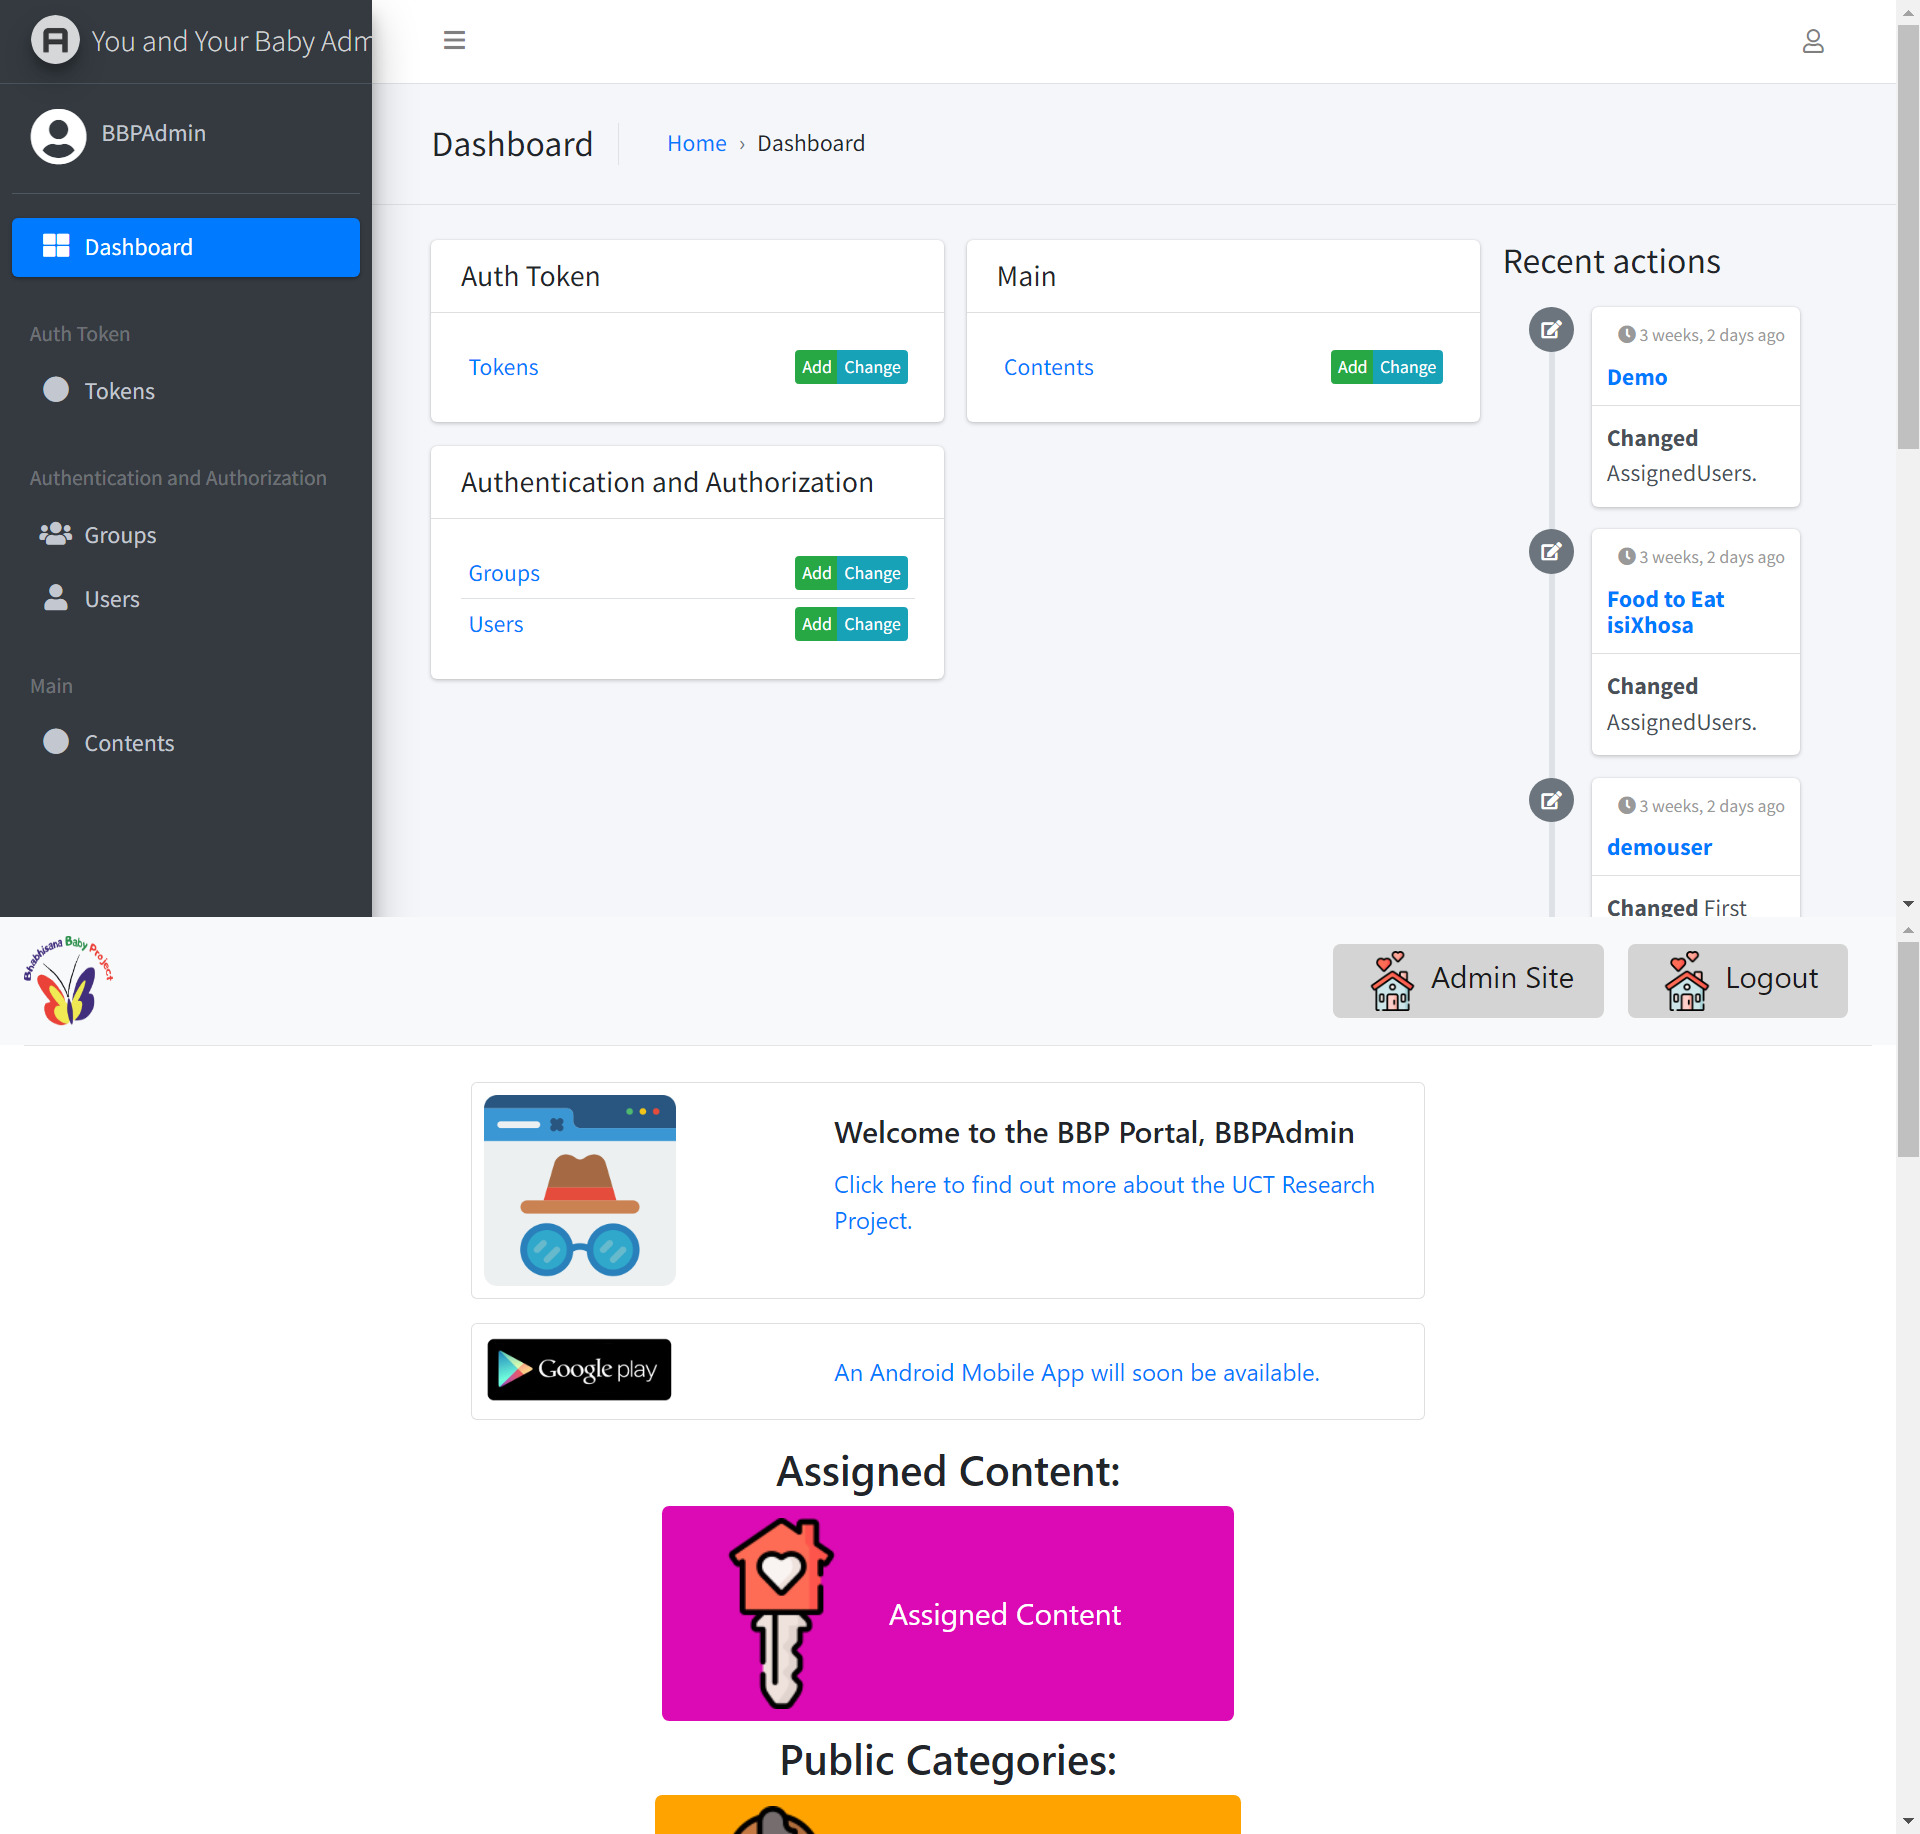 You and Your Baby Adm
BBPAdmin
Dashboard
Auth Token
Tokens
Authentication and Authorization
Groups
Users
Main
Contents
Dashboard
Home › Dashboard
Auth Token
Tokens Add Change
Main
Contents Add Change
Authentication and Authorization
Groups Add Change
Users Add Change
Recent actions
3 weeks, 2 days ago
Demo
Changed
AssignedUsers.
3 weeks, 2 days ago
Food to Eat
isiXhosa
Changed
AssignedUsers.
3 weeks, 2 days ago
demouser
Changed First
Bhabhisana Baby Project
Admin Site
Logout
Welcome to the BBP Portal, BBPAdmin
Click here to find out more about the UCT Research
Project.
Google play
An Android Mobile App will soon be available.
Assigned Content:
Assigned Content
Public Categories: